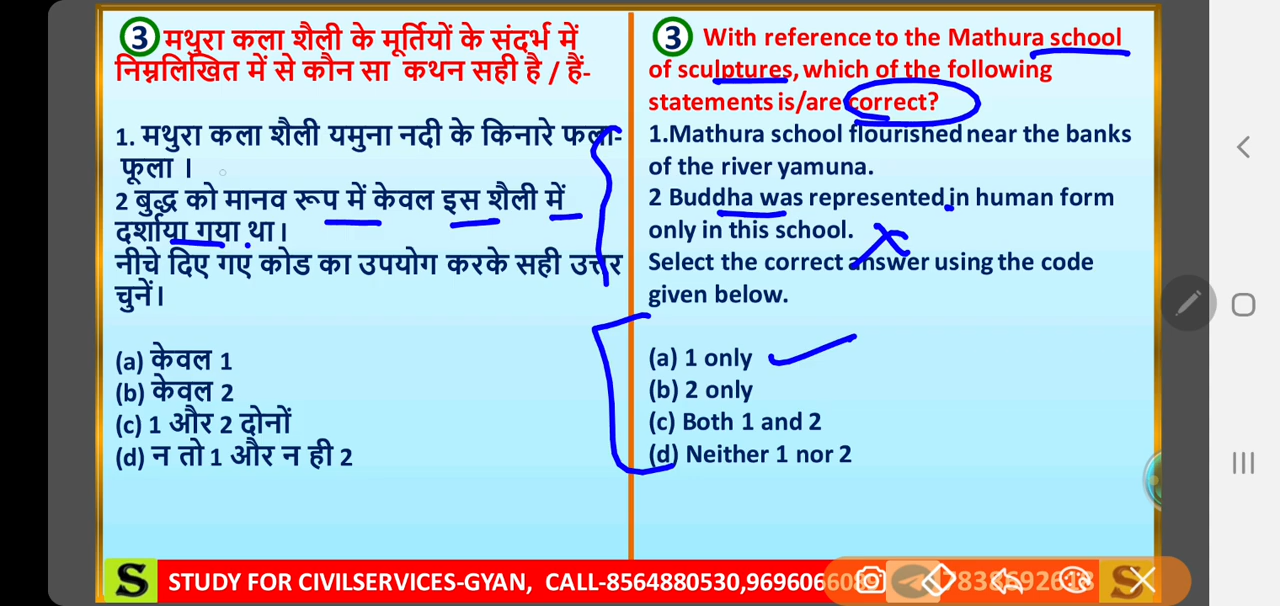 3 मथुरा कला शैली के मूर्तियों के संदर्भ में
निम्नलिखित में से कौन सा कथन सही है / हैं-
1. मथुरा कला शैली यमुना नदी के किनारे फला-
फूला ।
2 बुद्ध को मानव रूप में केवल इस शैली में
दर्शाया गया था।
नीचे दिए गए कोड का उपयोग करके सही उत्तर
चुनें।
(a) केवल 1
(b) केवल 2
(c) 1 और 2 दोनों
(d) न तो 1 और न ही 2
3 With reference to the Mathura school
of sculptures, which of the following
statements is/are correct?
1.Mathura school flourished near the banks
of the river yamuna.
2 Buddha was represented in human form
only in this school.
Select the correct answer using the code
given below.
(a) 1 only
(b) 2 only
(c) Both 1 and 2
(d) Neither 1 nor 2
S STUDY FOR CIVILSERVICES-GYAN, CALL-8564880530,9696066089 7838692618 S